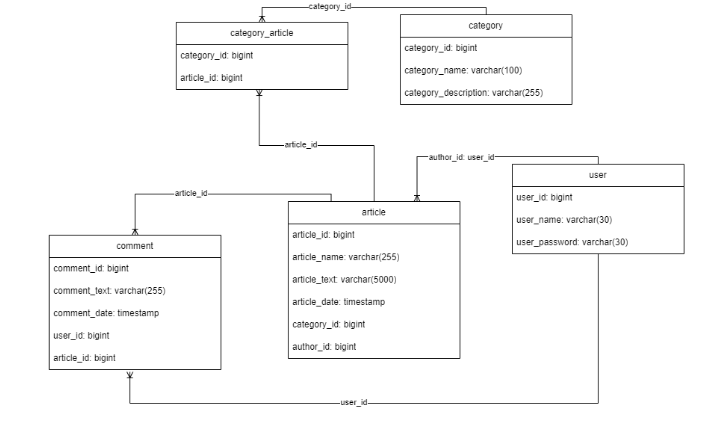 category_id
category_article
category_id: bigint
article_id: bigint
category
category_id: bigint
category_name: varchar(100)
category_description: varchar(255)
article_id
author_id: user_id
user
user_id: bigint
user_name: varchar(30)
user_password: varchar(30)
article_id
article
article_id: bigint
article_name: varchar(255)
article_text: varchar(5000)
article_date: timestamp
category_id: bigint
author_id: bigint
comment
comment_id: bigint
comment_text: varchar(255)
comment_date: timestamp
user_id: bigint
article_id: bigint
user_id